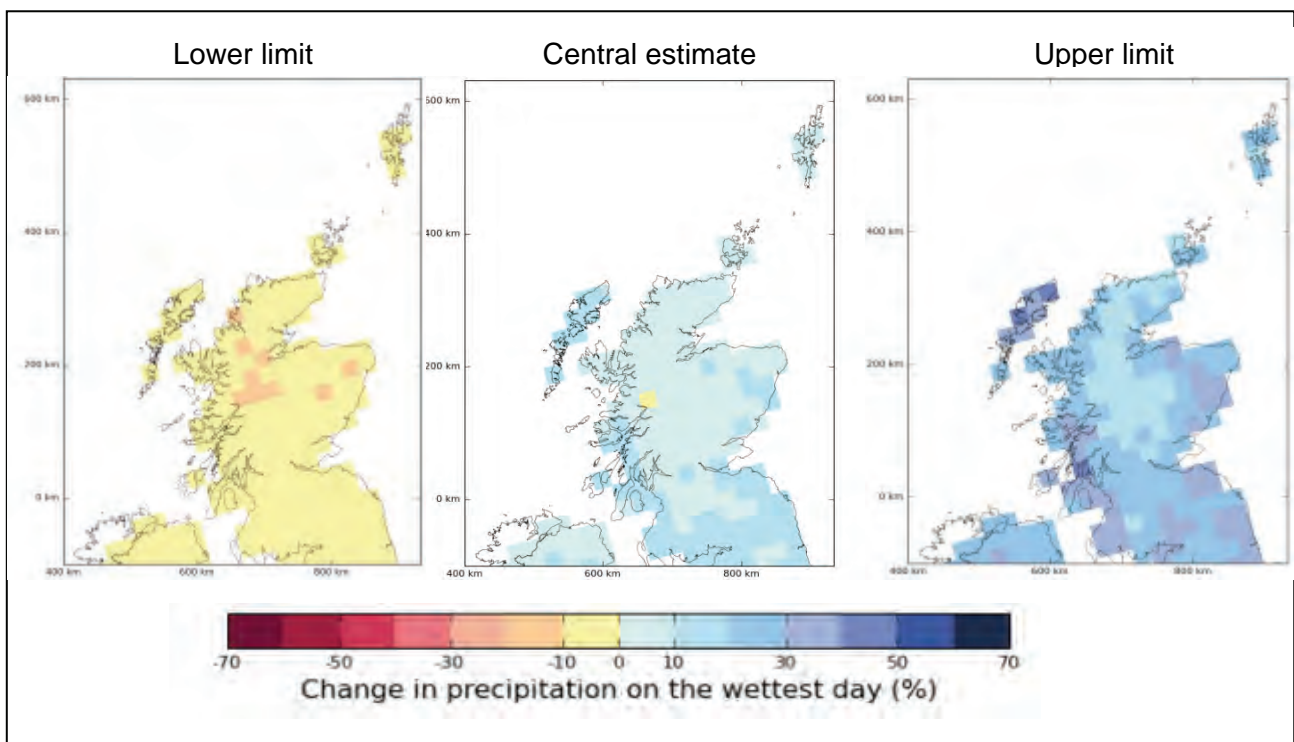 Lower limit
Central estimate
Upper limit
600 km
400 km
200 km
0 km
400 km
600 km
800 km
600 km
400 km
200 km
0 km
400 km
600 km
800 km
600 km
400 km
200 km
0 km
400 km
600 km
800 km
-70 -50 -30 -10 0 10 30 50 70
Change in precipitation on the wettest day (%)